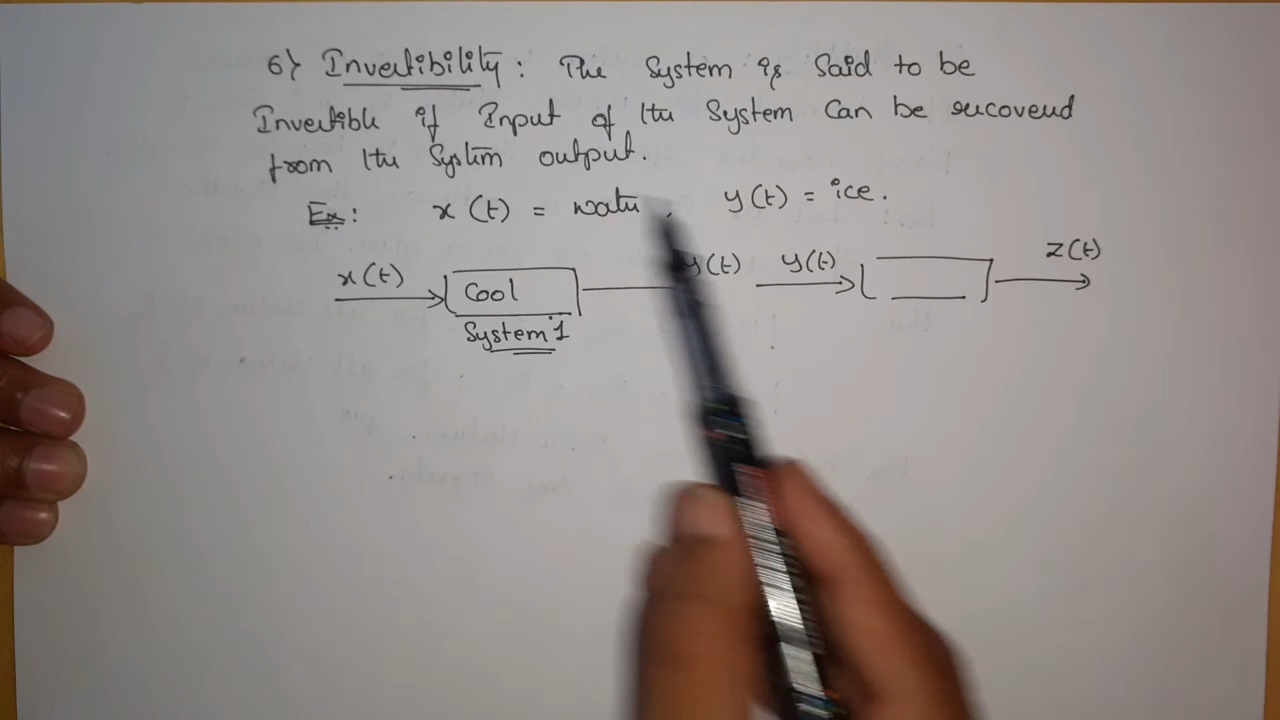 6) Invertibility: The System is Said to be
Invertible if Input of the System Can be recovered
from the System output.
Ex: x(t) = water, y(t) = ice.
x(t) Cool y(t) y(t) z(t)
System 1